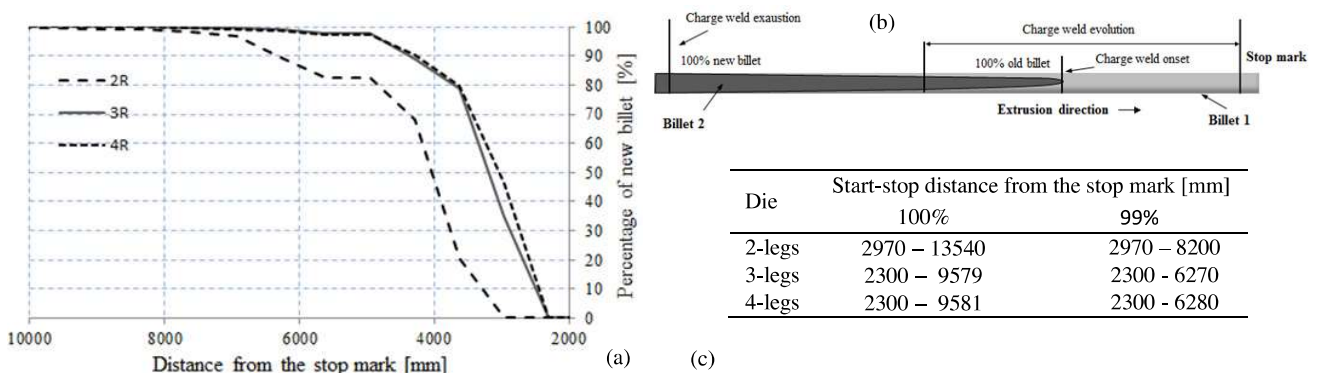 100
90
80
70
60
50
40
30
20
10
0
Percentage of new billet [%]
2R
3R
4R
10000 8000 6000 4000 2000
Distance from the stop mark [mm]
(a)
(b)
Charge weld exaustion
Charge weld evolution
100% new billet
100% old billet
Charge weld onset
Stop mark
Extrusion direction
Billet 2
Billet 1
Die
Start-stop distance from the stop mark [mm]
100% 99%
2-legs 2970 – 13540 2970 – 8200
3-legs 2300 – 9579 2300 - 6270
4-legs 2300 – 9581 2300 - 6280
(c)